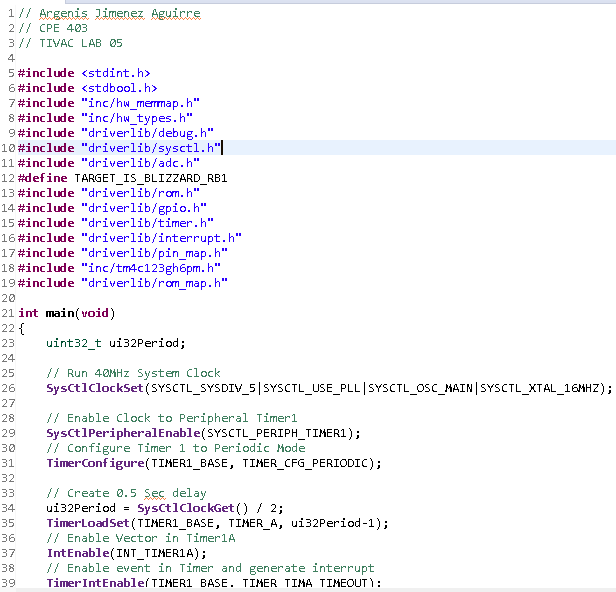 1 // Argenis Jimenez Aguirre
2 // CPE 403
3 // TIVAC LAB 05
4
5 #include <stdint.h>
6 #include <stdbool.h>
7 #include "inc/hw_memmap.h"
8 #include "inc/hw_types.h"
9 #include "driverlib/debug.h"
10 #include "driverlib/sysctl.h"
11 #include "driverlib/adc.h"
12 #define TARGET_IS_BLIZZARD_RB1
13 #include "driverlib/rom.h"
14 #include "driverlib/gpio.h"
15 #include "driverlib/timer.h"
16 #include "driverlib/interrupt.h"
17 #include "driverlib/pin_map.h"
18 #include "inc/tm4c123gh6pm.h"
19 #include "driverlib/rom_map.h"
20
21 int main(void)
22 {
23     uint32_t ui32Period;
24
25     // Run 40MHz System Clock
26     SysCtlClockSet(SYSCTL_SYSDIV_5|SYSCTL_USE_PLL|SYSCTL_OSC_MAIN|SYSCTL_XTAL_16MHZ);
27
28     // Enable Clock to Peripheral Timer1
29     SysCtlPeripheralEnable(SYSCTL_PERIPH_TIMER1);
30     // Configure Timer 1 to Periodic Mode
31     TimerConfigure(TIMER1_BASE, TIMER_CFG_PERIODIC);
32
33     // Create 0.5 Sec delay
34     ui32Period = SysCtlClockGet() / 2;
35     TimerLoadSet(TIMER1_BASE, TIMER_A, ui32Period-1);
36     // Enable Vector in Timer1A
37     IntEnable(INT_TIMER1A);
38     // Enable event in Timer and generate interrupt
39     TimerIntEnable(TIMER1_BASE, TIMER_TIMA_TIMEOUT);